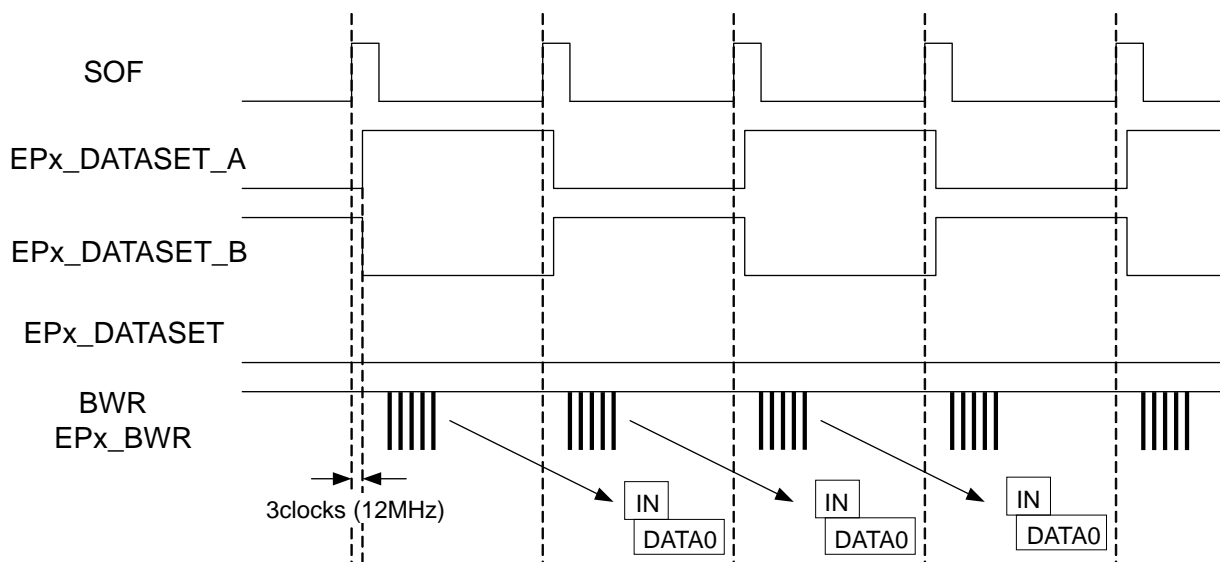 SOF
EPx_DATASET_A
EPx_DATASET_B
EPx_DATASET
BWR
EPx_BWR
3clocks (12MHz)
IN
DATA0
IN
DATA0
IN
DATA0